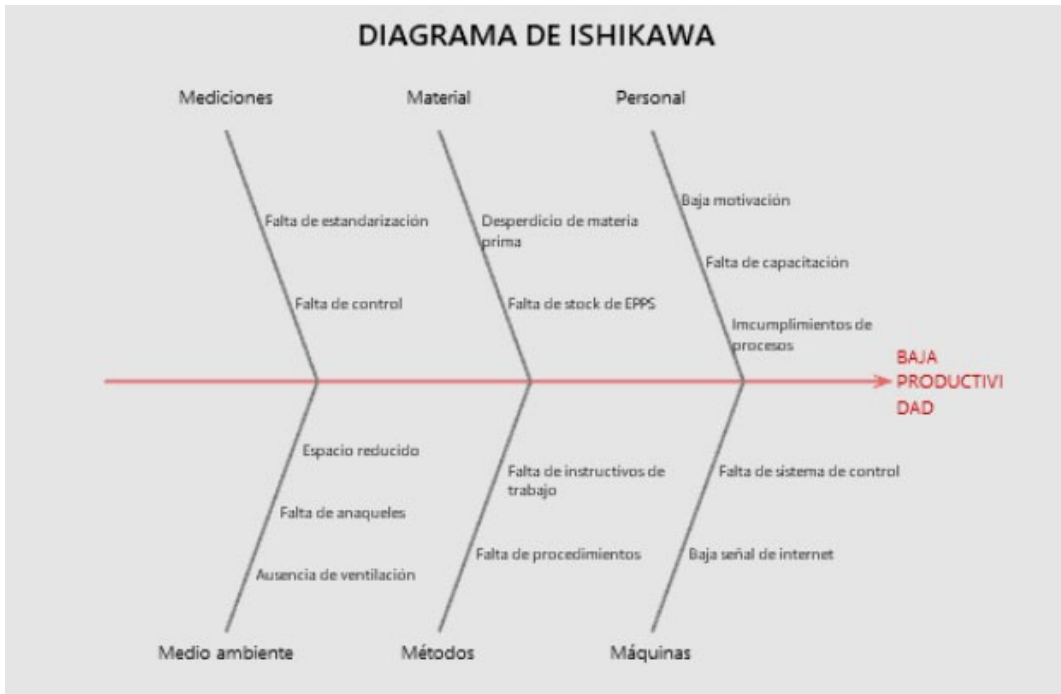 DIAGRAMA DE ISHIKAWA
Mediciones
Material
Personal
Falta de estandarización
Falta de control
Desperdicio de materia
prima
Falta de stock de EPPS
Baja motivación
Falta de capacitación
Imcumplimientos de
procesos
BAJA
PRODUCTIVI
DAD
Espacio reducido
Falta de anaqueles
Ausencia de ventilación
Falta de instructivos de
trabajo
Falta de procedimientos
Falta de sistema de control
Baja señal de internet
Medio ambiente
Métodos
Máquinas